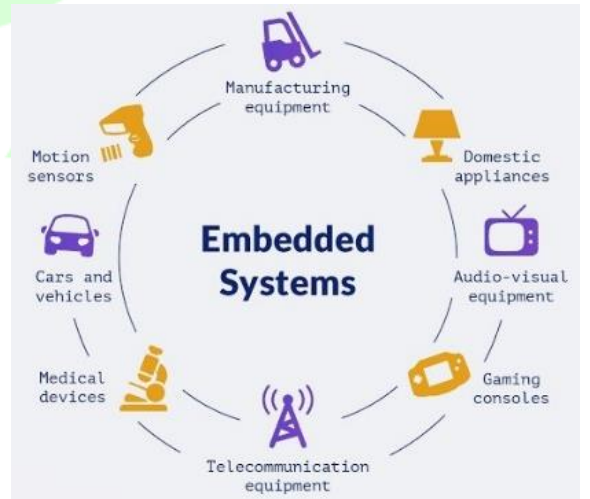 Manufacturing
equipment
Motion
sensors
Domestic
appliances
Embedded
Systems
Cars and
vehicles
Audio-visual
equipment
Medical
devices
Gaming
consoles
Telecommunication
equipment